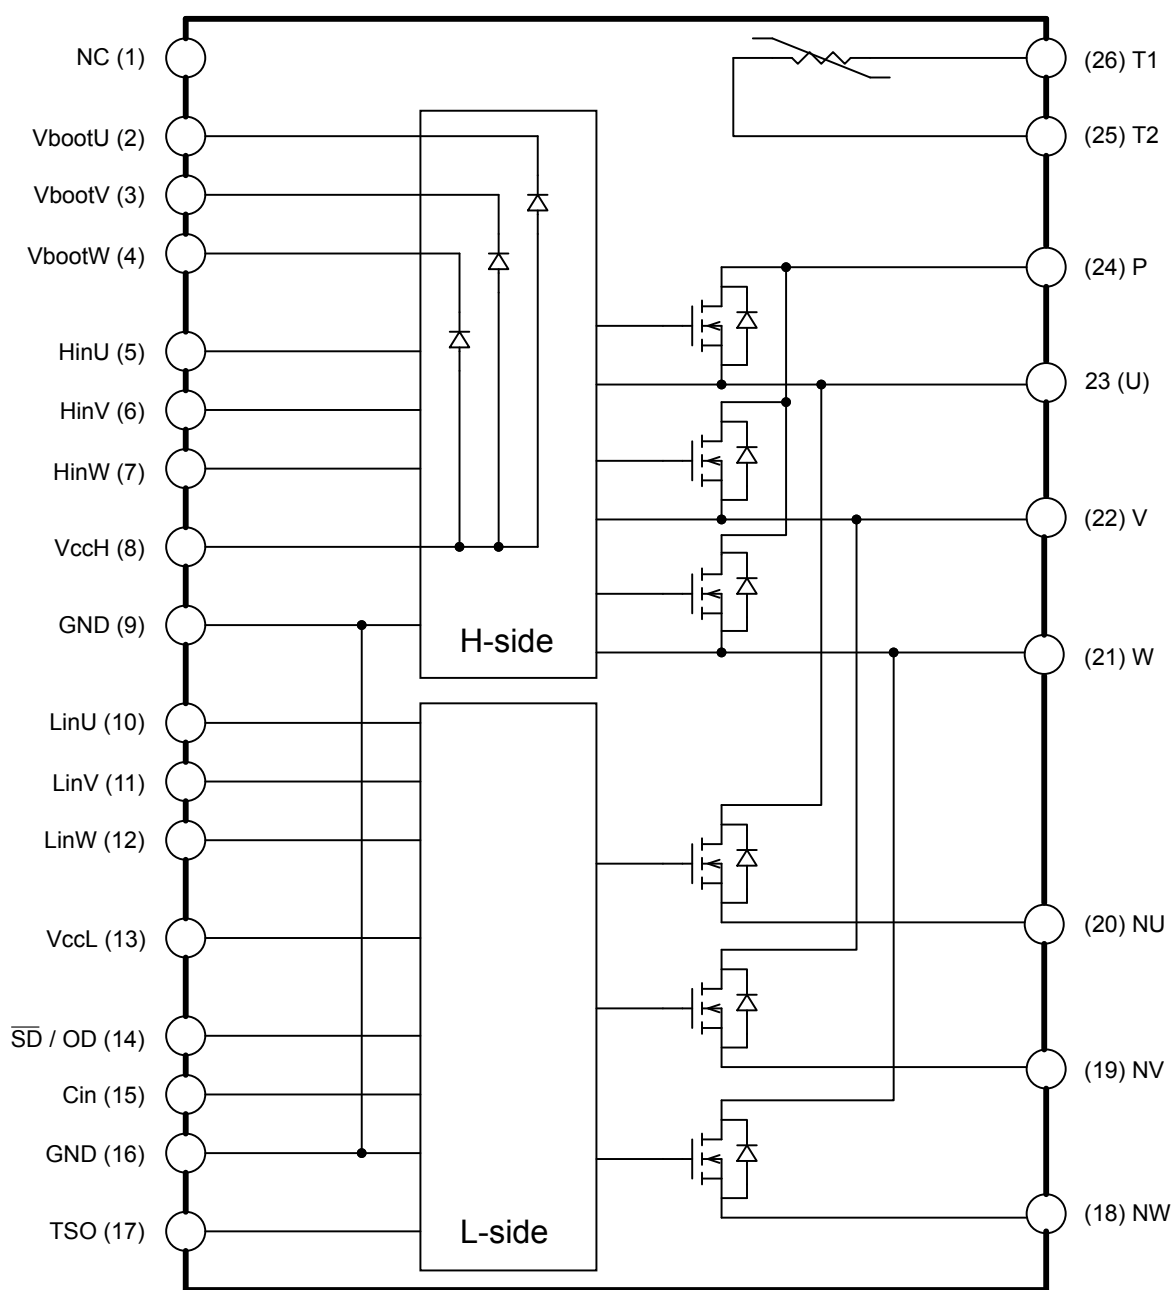 NC (1)
VbootU (2)
VbootV (3)
VbootW (4)
HinU (5)
HinV (6)
HinW (7)
VccH (8)
GND (9)
LinU (10)
LinV (11)
LinW (12)
VccL (13)
S̅D̅ / OD (14)
Cin (15)
GND (16)
TSO (17)
H-side
L-side
(26) T1
(25) T2
(24) P
23 (U)
(22) V
(21) W
(20) NU
(19) NV
(18) NW